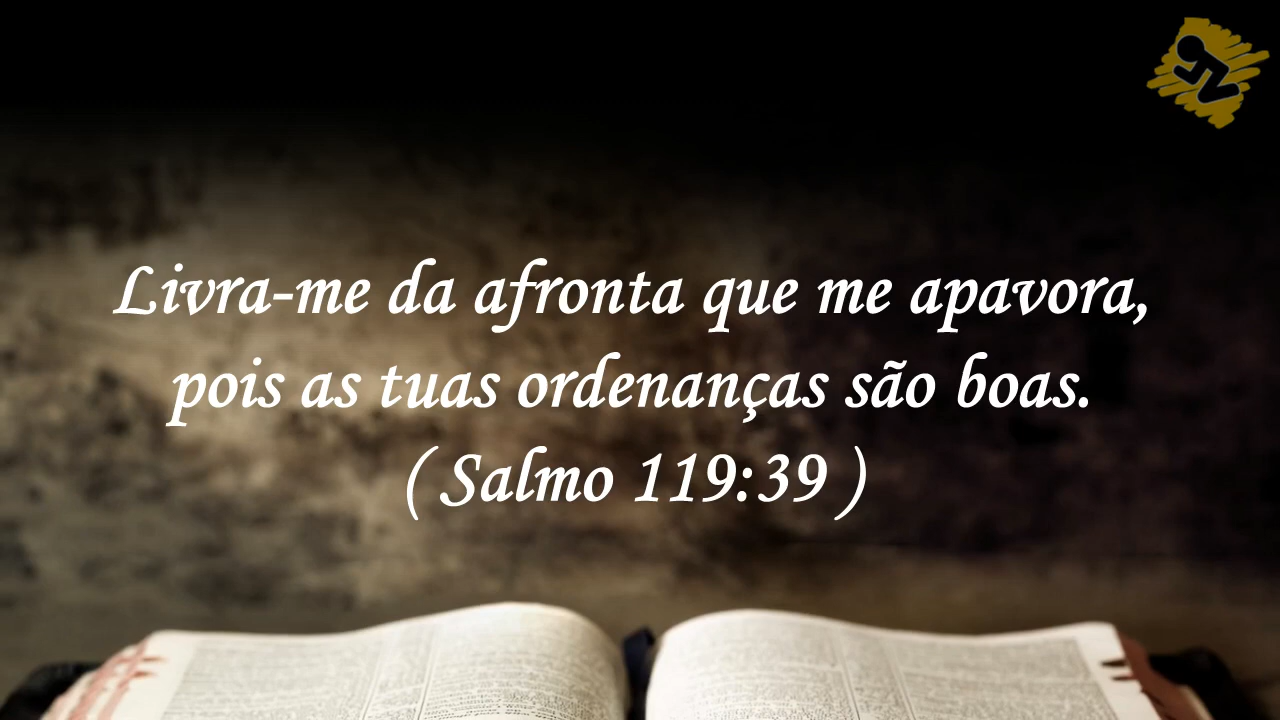 Livra-me da afronta que me apavora,
pois as tuas ordenanças são boas.
( Salmo 119:39 )